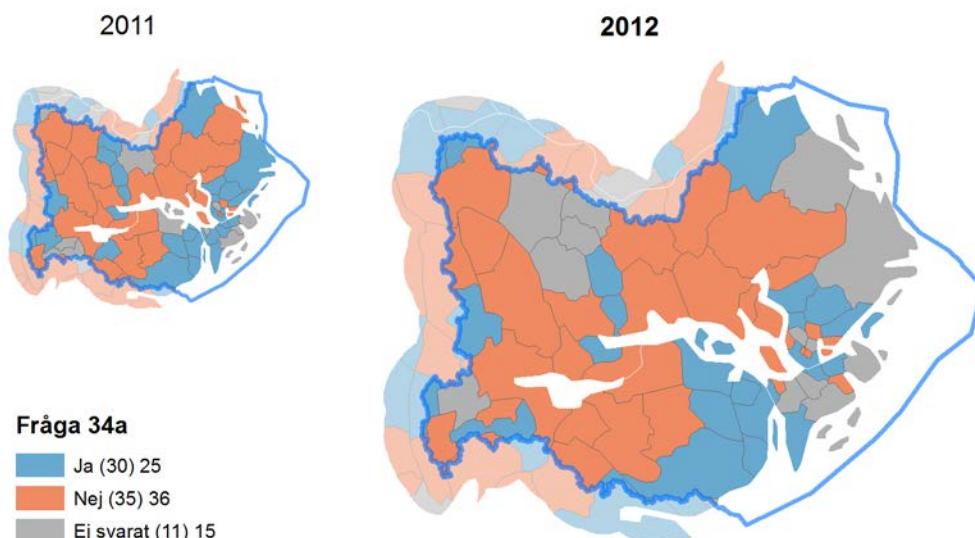 2011
2012
Fråga 34a
Ja (30) 25
Nej (35) 36
Ej svarat (11) 15